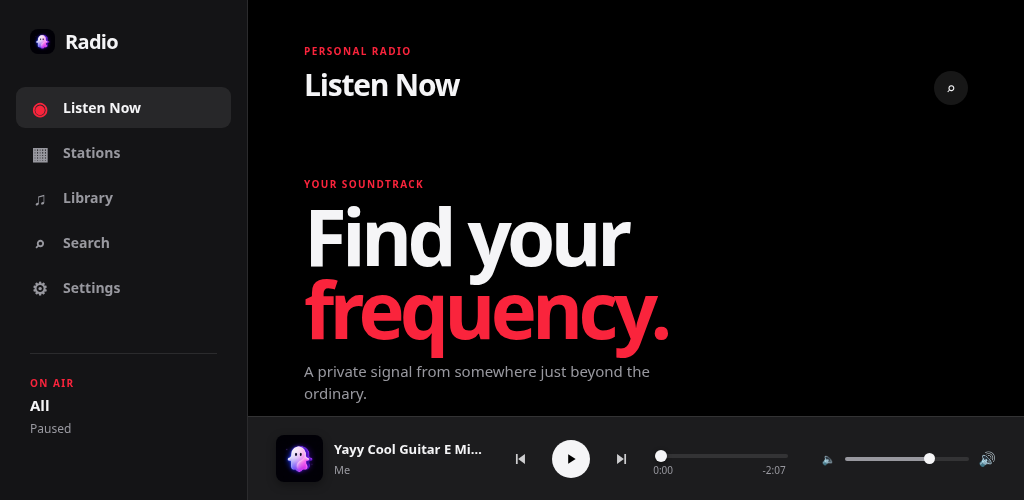 Radio
Listen Now
Stations
Library
Search
Settings
ON AIR
All
Paused
PERSONAL RADIO
Listen Now
YOUR SOUNDTRACK
Find your
frequency.
A private signal from somewhere just beyond the
ordinary.
Yayy Cool Guitar E Mi...
Me
0:00
-2:07